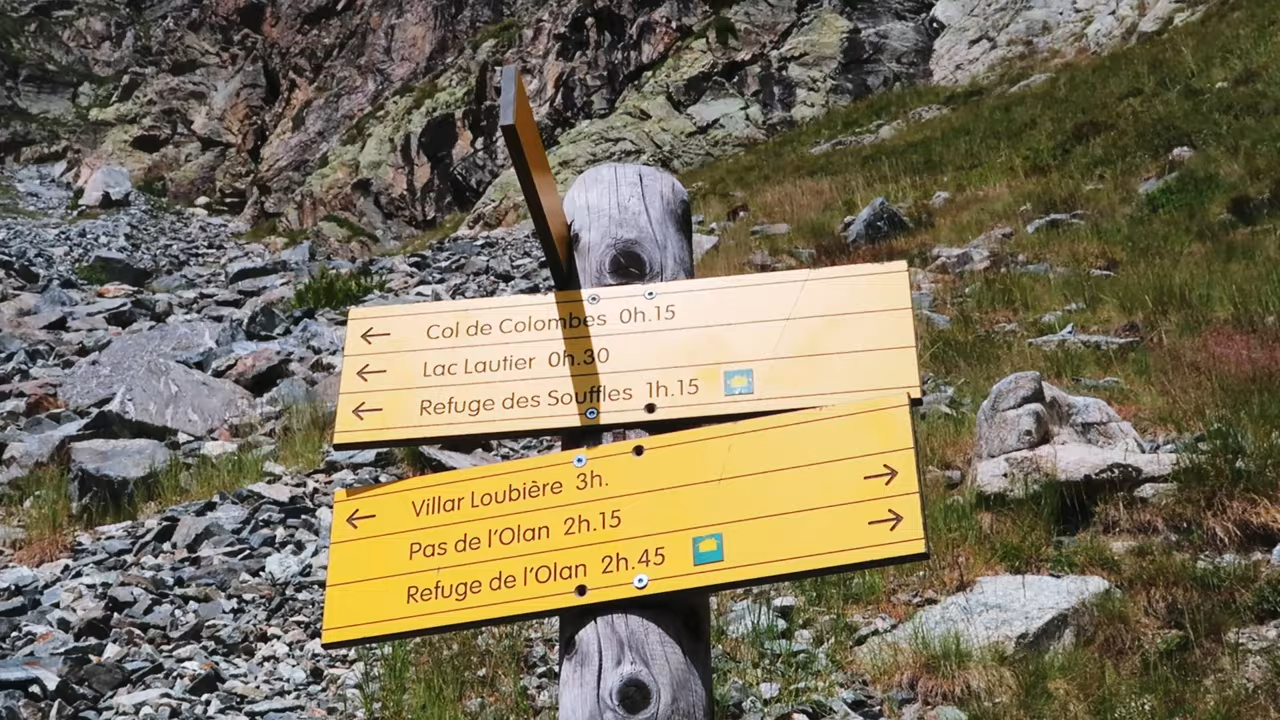 ← Col de Colombes 0h.15
← Lac Lautier 0h.30
← Refuge des Souffles 1h.15
← Villar Loubière 3h.
Pas de l'Olan 2h.15 →
Refuge de l'Olan 2h.45 →